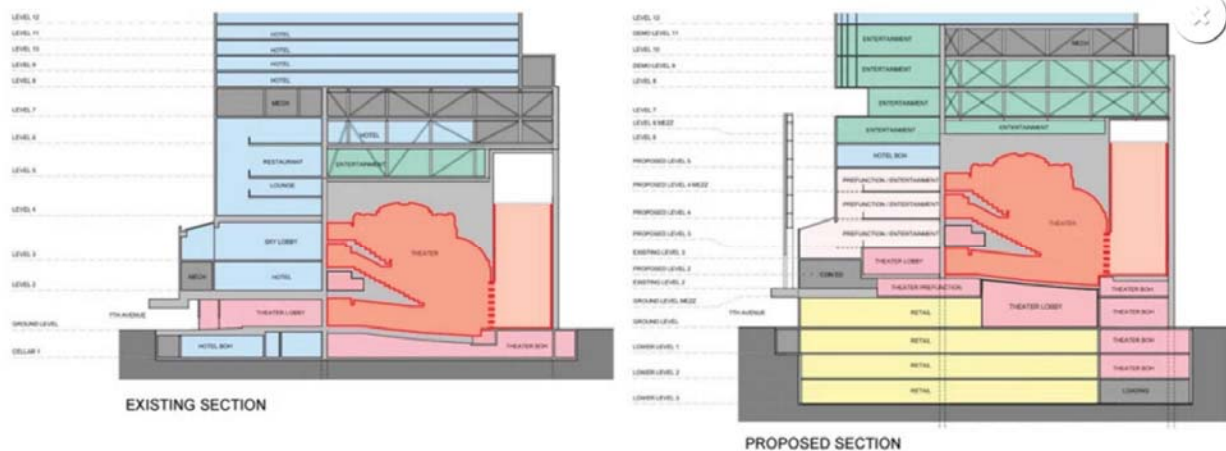 LEVEL 12
LEVEL 11
HOTEL
LEVEL 10
HOTEL
LEVEL 9
HOTEL
LEVEL 8
HOTEL
MECH
LEVEL 7
LEVEL 6
HOTEL
RESTAURANT
ENTERTAINMENT
LEVEL 5
LOUNGE
LEVEL 4
SKY LOBBY
THEATER
LEVEL 3
MECH
HOTEL
LEVEL 2
7TH AVENUE
THEATER LOBBY
GROUND LEVEL
HOTEL BOH
THEATER BOH
CELLAR 1
EXISTING SECTION
LEVEL 12
DEMO LEVEL 11
ENTERTAINMENT
MECH
LEVEL 10
DEMO LEVEL 9
ENTERTAINMENT
LEVEL 8
ENTERTAINMENT
LEVEL 7
LEVEL 6 MEZZ
ENTERTAINMENT
ENTERTAINMENT
LEVEL 6
HOTEL BOH
PROPOSED LEVEL 5
PREFUNCTION / ENTERTAINMENT
PROPOSED LEVEL 4 MEZZ
PREFUNCTION / ENTERTAINMENT
PROPOSED LEVEL 4
THEATER
PREFUNCTION / ENTERTAINMENT
PROPOSED LEVEL 3
EXISTING LEVEL 3
THEATER LOBBY
PROPOSED LEVEL 2
CON ED
EXISTING LEVEL 2
THEATER PREFUNCTION
THEATER BOH
GROUND LEVEL MEZZ
THEATER LOBBY
7TH AVENUE
RETAIL
THEATER BOH
GROUND LEVEL
RETAIL
THEATER BOH
LOWER LEVEL 1
RETAIL
THEATER BOH
LOWER LEVEL 2
RETAIL
LOADING
LOWER LEVEL 3
PROPOSED SECTION